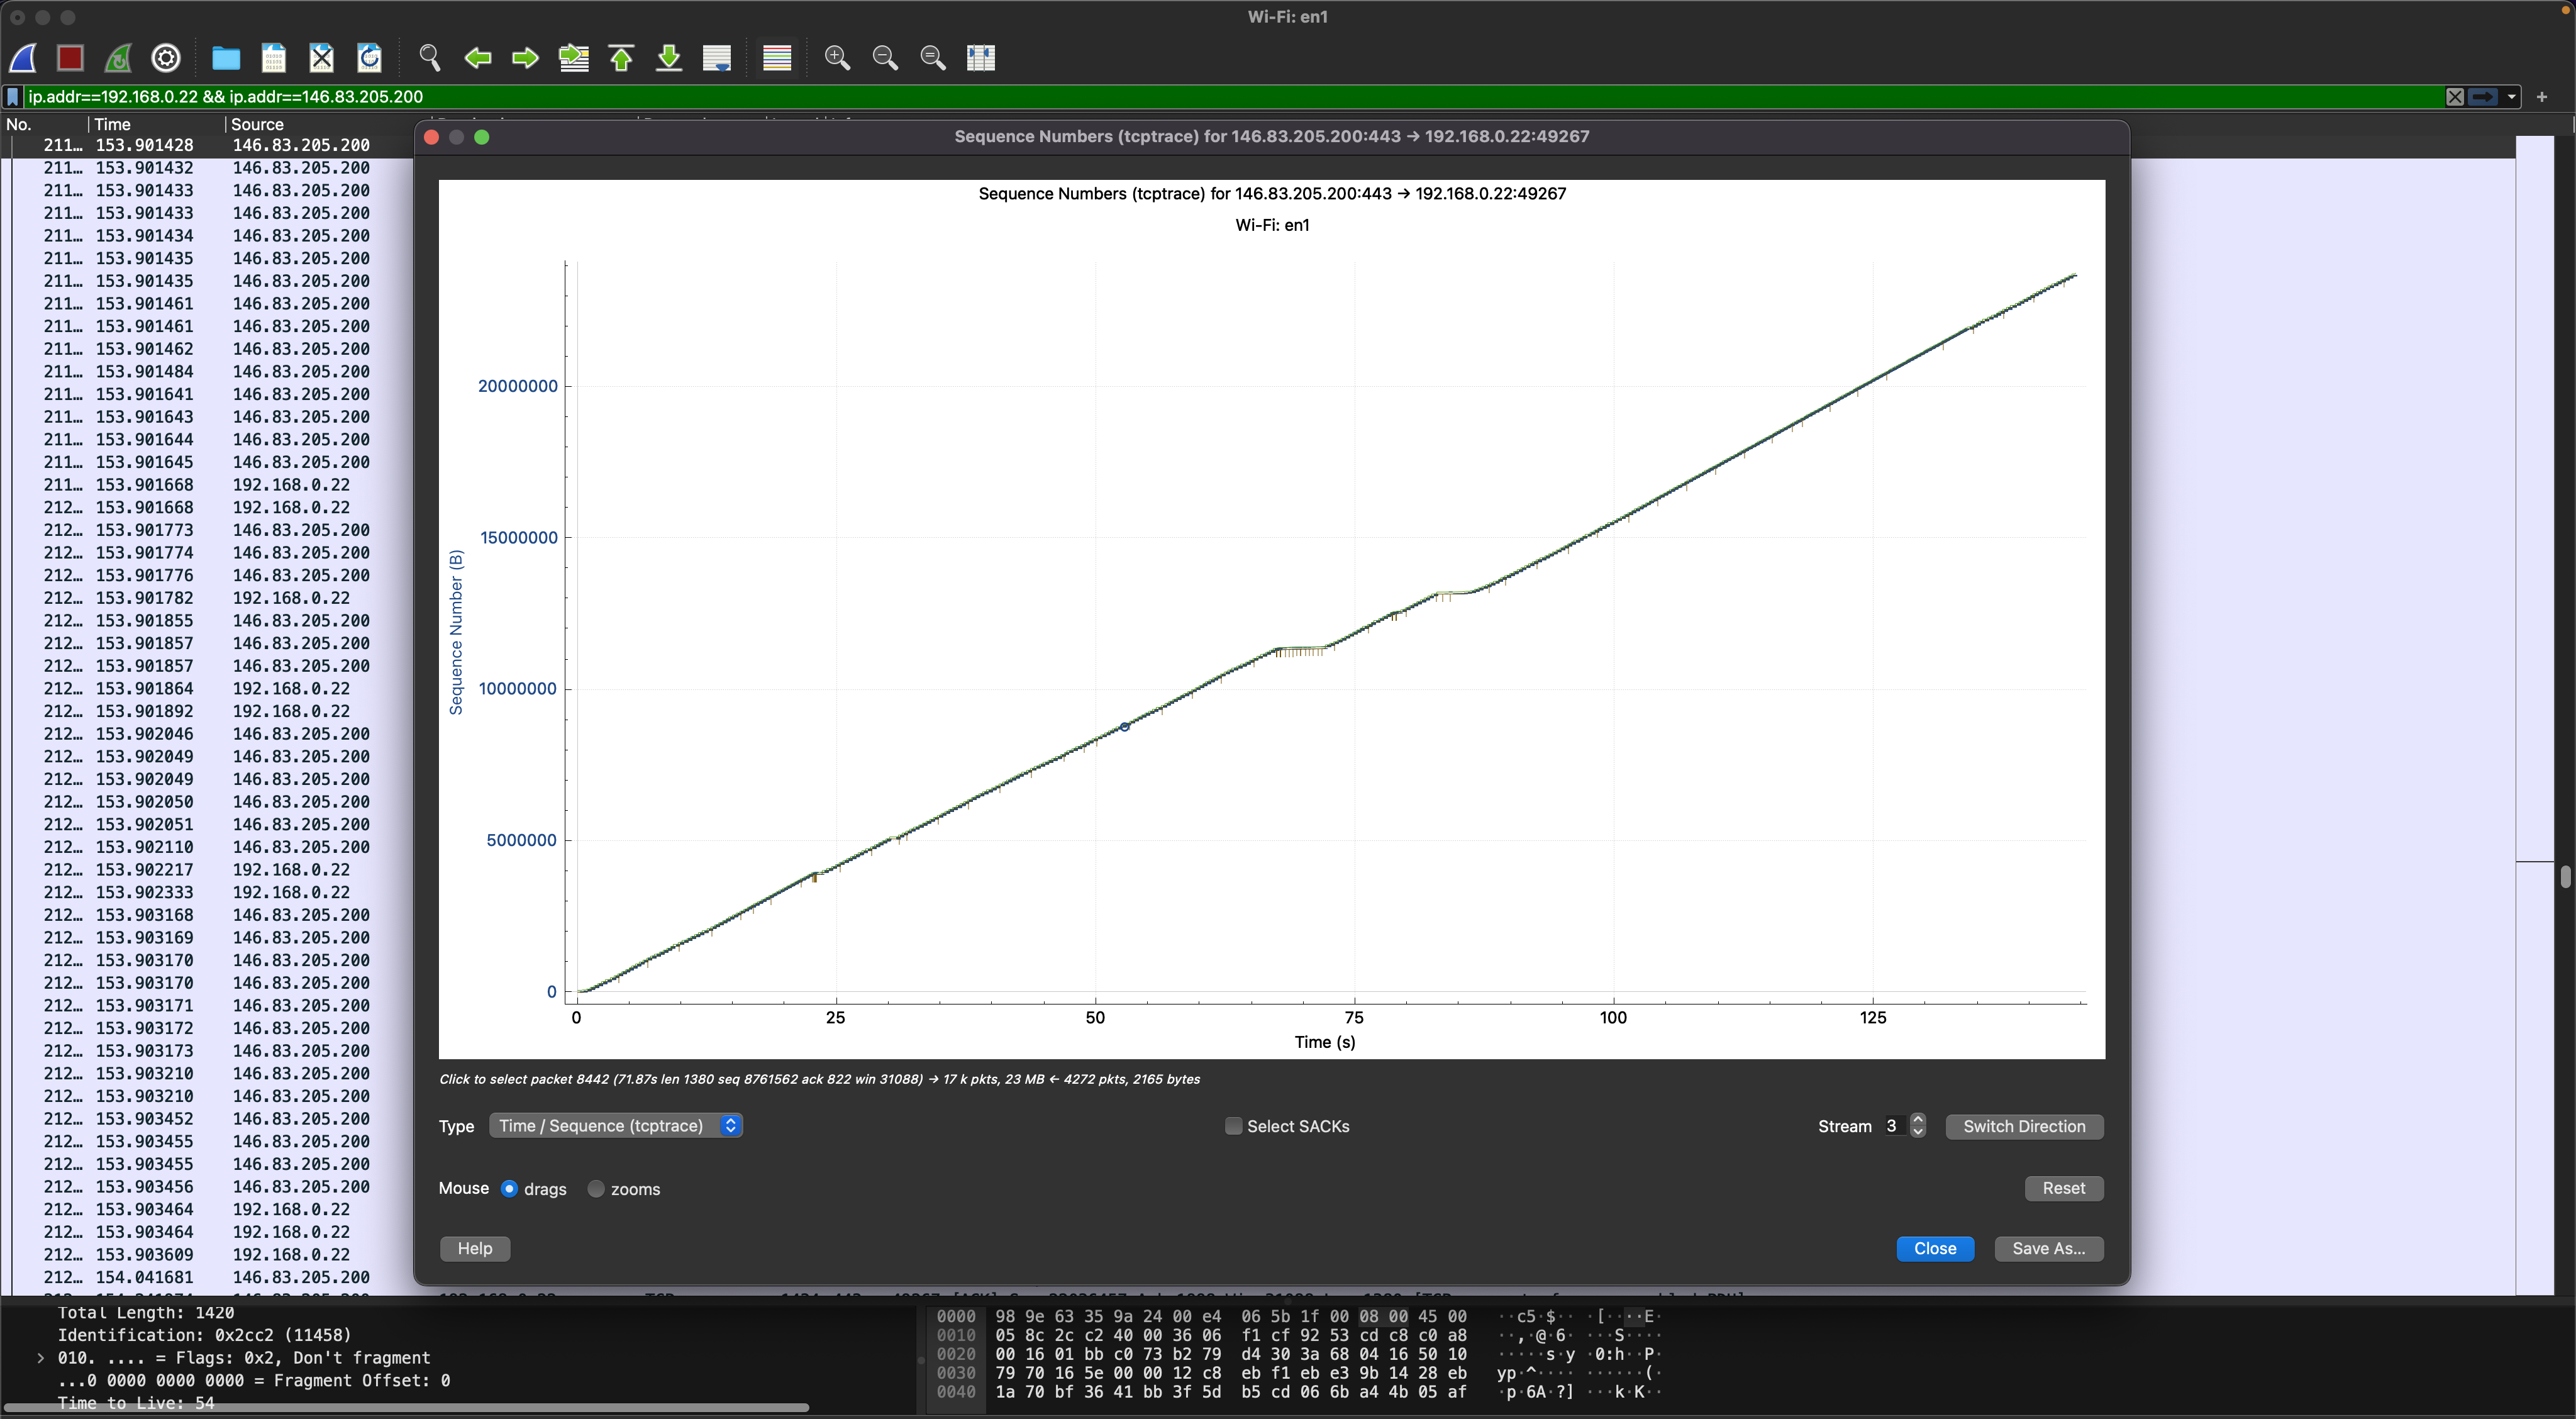 Wi-Fi: en1
ip.addr==192.168.0.22 && ip.addr==146.83.205.200
No. Time Source
211… 153.901428 146.83.205.200
211… 153.901432 146.83.205.200
211… 153.901433 146.83.205.200
211… 153.901433 146.83.205.200
211… 153.901434 146.83.205.200
211… 153.901435 146.83.205.200
211… 153.901435 146.83.205.200
211… 153.901461 146.83.205.200
211… 153.901461 146.83.205.200
211… 153.901462 146.83.205.200
211… 153.901484 146.83.205.200
211… 153.901641 146.83.205.200
211… 153.901643 146.83.205.200
211… 153.901644 146.83.205.200
211… 153.901645 146.83.205.200
211… 153.901668 192.168.0.22
212… 153.901668 192.168.0.22
212… 153.901773 146.83.205.200
212… 153.901774 146.83.205.200
212… 153.901776 146.83.205.200
212… 153.901782 192.168.0.22
212… 153.901855 146.83.205.200
212… 153.901857 146.83.205.200
212… 153.901857 146.83.205.200
212… 153.901864 192.168.0.22
212… 153.901892 192.168.0.22
212… 153.902046 146.83.205.200
212… 153.902049 146.83.205.200
212… 153.902049 146.83.205.200
212… 153.902050 146.83.205.200
212… 153.902051 146.83.205.200
212… 153.902110 146.83.205.200
212… 153.902217 192.168.0.22
212… 153.902333 192.168.0.22
212… 153.903168 146.83.205.200
212… 153.903169 146.83.205.200
212… 153.903170 146.83.205.200
212… 153.903170 146.83.205.200
212… 153.903171 146.83.205.200
212… 153.903172 146.83.205.200
212… 153.903173 146.83.205.200
212… 153.903210 146.83.205.200
212… 153.903210 146.83.205.200
212… 153.903452 146.83.205.200
212… 153.903455 146.83.205.200
212… 153.903455 146.83.205.200
212… 153.903456 146.83.205.200
212… 153.903464 192.168.0.22
212… 153.903464 192.168.0.22
212… 153.903609 192.168.0.22
212… 154.041681 146.83.205.200
Sequence Numbers (tcptrace) for 146.83.205.200:443 → 192.168.0.22:49267
Sequence Numbers (tcptrace) for 146.83.205.200:443 → 192.168.0.22:49267
Wi-Fi: en1
Sequence Number (B)
20000000
15000000
10000000
5000000
0
0 25 50 75 100 125
Time (s)
Click to select packet 8442 (71.87s len 1380 seq 8761562 ack 822 win 31088) → 17 k pkts, 23 MB ← 4272 pkts, 2165 bytes
Type Time / Sequence (tcptrace) Select SACKs Stream 3 Switch Direction
Mouse drags zooms Reset
Help Close Save As...
Total Length: 1420
Identification: 0x2cc2 (11458)
> 010. .... = Flags: 0x2, Don't fragment
...0 0000 0000 0000 = Fragment Offset: 0
Time to Live: 54
0000 98 9e 63 35 9a 24 00 e4 06 5b 1f 00 08 00 45 00 ··c5·$·· ·[····E·
0010 05 8c 2c c2 40 00 36 06 f1 cf 92 53 cd c8 c0 a8 ··,·@·6· ···S····
0020 00 16 01 bb c0 73 b2 79 d4 30 3a 68 04 16 50 10 ·····s·y ·0:h··P·
0030 79 70 16 5e 00 00 12 c8 eb f1 eb e3 9b 14 28 eb yp·^···· ······(·
0040 1a 70 bf 36 41 bb 3f 5d b5 cd 06 6b a4 4b 05 af ·p·6A·?] ···k·K··